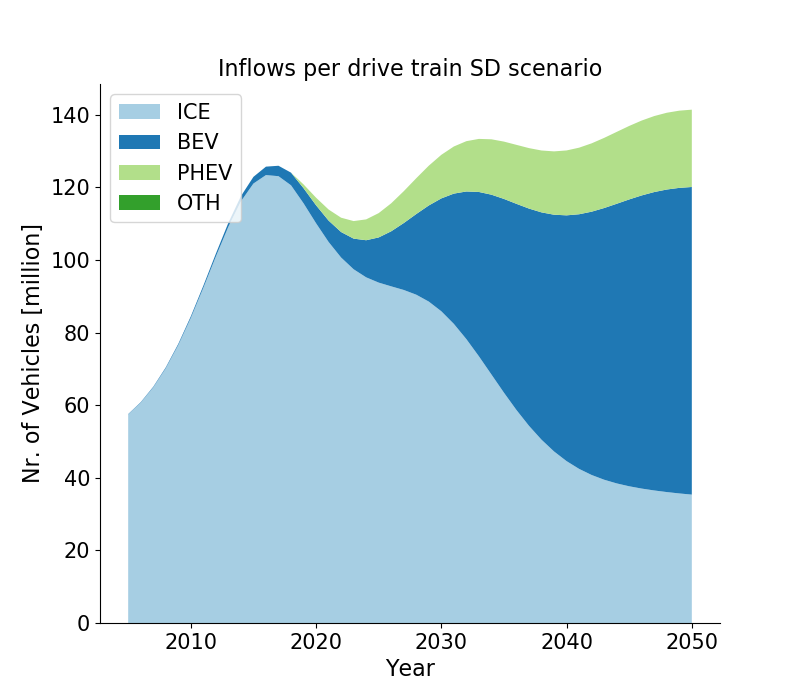 Inflows per drive train SD scenario
ICE
BEV
PHEV
OTH
Nr. of Vehicles [million]
140
120
100
80
60
40
20
0
2010 2020 2030 2040 2050
Year